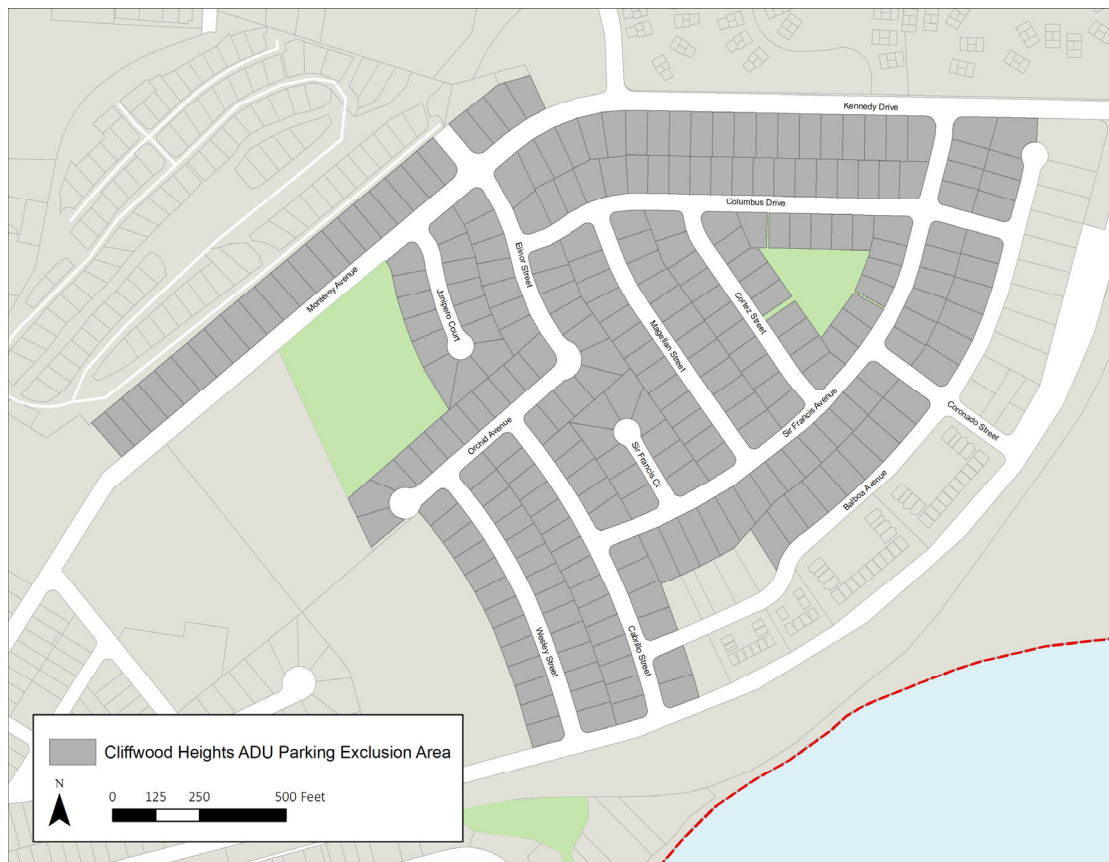 Kennedy Drive
Columbus Drive
Elinor Street
Monterey Avenue
Junipero Court
Cortez Street
Magellan Street
Sir Francis Avenue
Coronado Street
Orchid Avenue
Sir Francis Ct
Balboa Avenue
Wesley Street
Cabrillo Street
Cliffwood Heights ADU Parking Exclusion Area
N
0 125 250 500 Feet